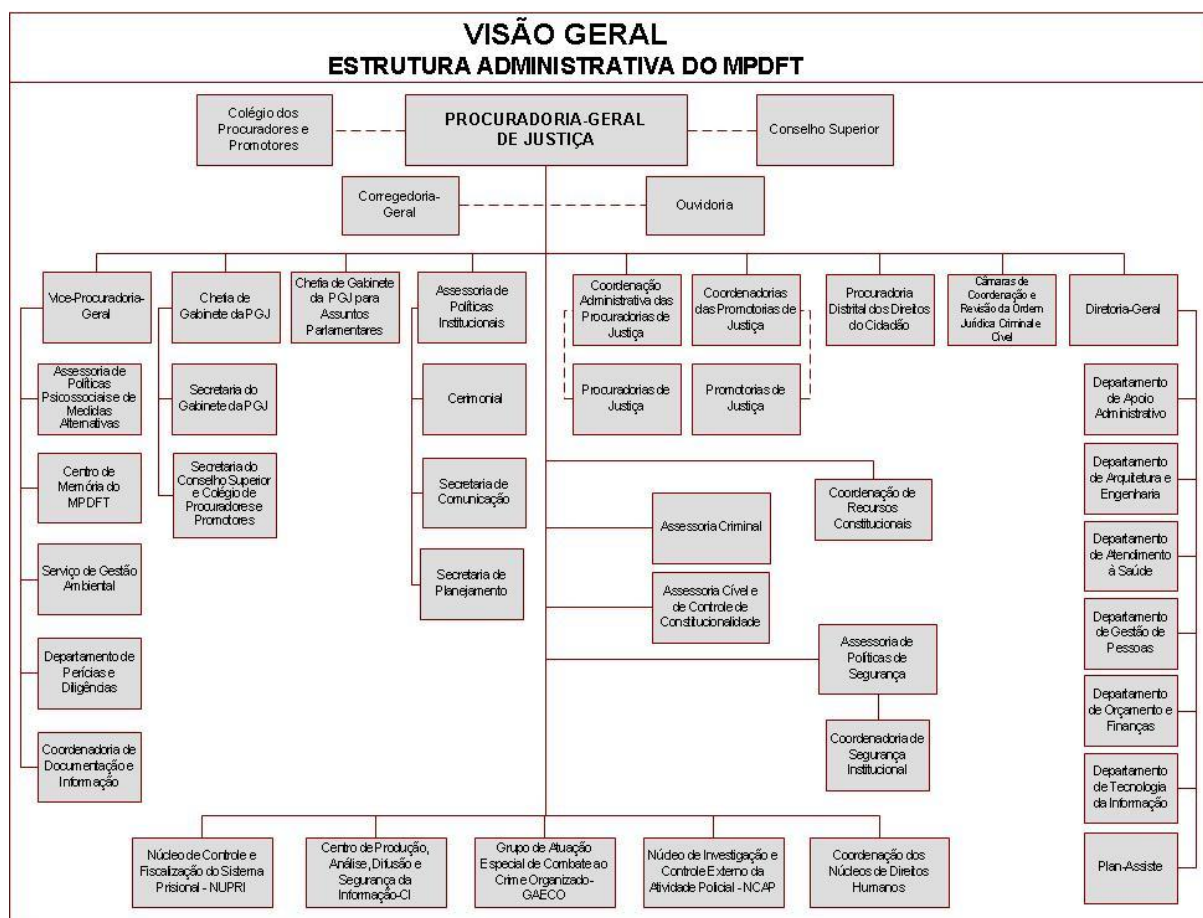 VISÃO GERAL
ESTRUTURA ADMINISTRATIVA DO MPDFT
Colégio dos
Procuradores e
Promotores
PROCURADORIA-GERAL
DE JUSTIÇA
Conselho Superior
Corregedoria-
Geral
Ouvidoria
Vice-Procuradoria-
Geral
Chefia de
Gabinete da PGJ
Chefia de Gabinete
da PGJ para
Assuntos
Parlamentares
Assessoria de
Políticas
Institucionais
Coordenação
Administrativa das
Procuradorias de
Justiça
Coordenadorias
das Promotorias de
Justiça
Procuradoria
Distrital dos Direitos
do Cidadão
Câmaras de
Coordenação e
Revisão da Ordem
Jurídica Criminal e
Cível
Diretoria-Geral
Assessoria de
Políticas
Psicossociais e de
Medidas
Alternativas
Secretaria do
Gabinete da PGJ
Cerimonial
Procuradorias de
Justiça
Promotorias de
Justiça
Departamento
de Apoio
Administrativo
Centro de
Memória do
MPDFT
Secretaria do
Conselho Superior
e Colégio de
Procuradores e
Promotores
Secretaria de
Comunicação
Coordenação de
Recursos
Constitucionais
Departamento
de Arquitetura e
Engenharia
Assessoria Criminal
Serviço de Gestão
Ambiental
Secretaria de
Planejamento
Assessoria Cível e
de Controle de
Constitucionalidade
Departamento
de Atendimento
à Saúde
Departamento de
Perícias e
Diligências
Assessoria de
Políticas de
Segurança
Departamento
de Gestão de
Pessoas
Coordenadoria de
Documentação e
Informação
Coordenadoria de
Segurança
Institucional
Departamento
de Orçamento e
Finanças
Departamento
de Tecnologia
da Informação
Núcleo de Controle e
Fiscalização do Sistema
Prisional - NUPRI
Centro de Produção,
Análise, Difusão e
Segurança da
Informação-CI
Grupo de Atuação
Especial de Combate ao
Crime Organizado-
GAECO
Núcleo de Investigação e
Controle Externo da
Atividade Policial - NCAP
Coordenação dos
Núcleos de Direitos
Humanos
Plan-Assiste